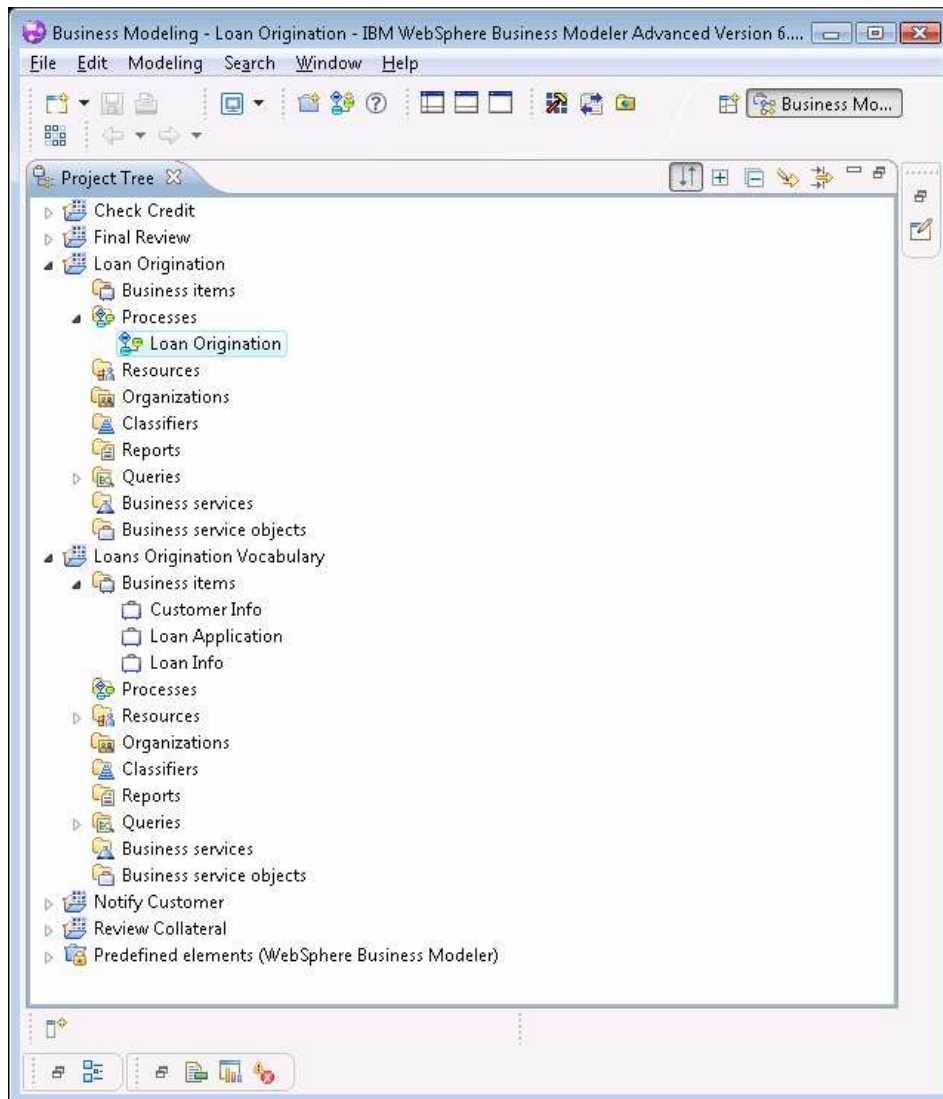 Business Modeling - Loan Origination - IBM WebSphere Business Modeler Advanced Version 6....
File Edit Modeling Search Window Help
Business Mo...
Project Tree
Check Credit
Final Review
Loan Origination
Business items
Processes
Loan Origination
Resources
Organizations
Classifiers
Reports
Queries
Business services
Business service objects
Loans Origination Vocabulary
Business items
Customer Info
Loan Application
Loan Info
Processes
Resources
Organizations
Classifiers
Reports
Queries
Business services
Business service objects
Notify Customer
Review Collateral
Predefined elements (WebSphere Business Modeler)